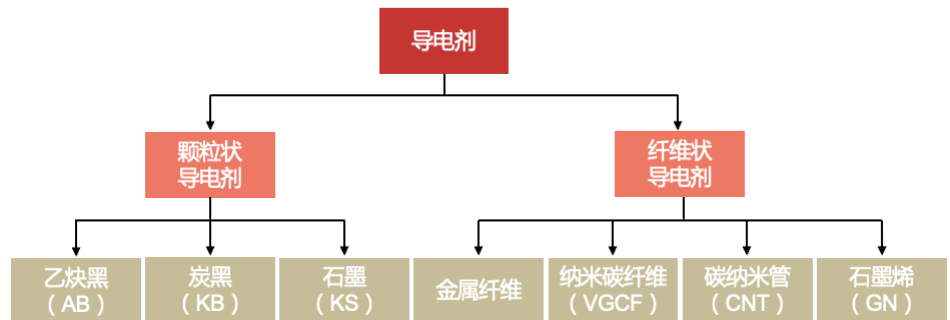 导电剂
颗粒状
导电剂
纤维状
导电剂
乙炔黑
（AB）
炭黑
（KB）
石墨
（KS）
金属纤维
纳米碳纤维
（VGCF）
碳纳米管
（CNT）
石墨烯
（GN）